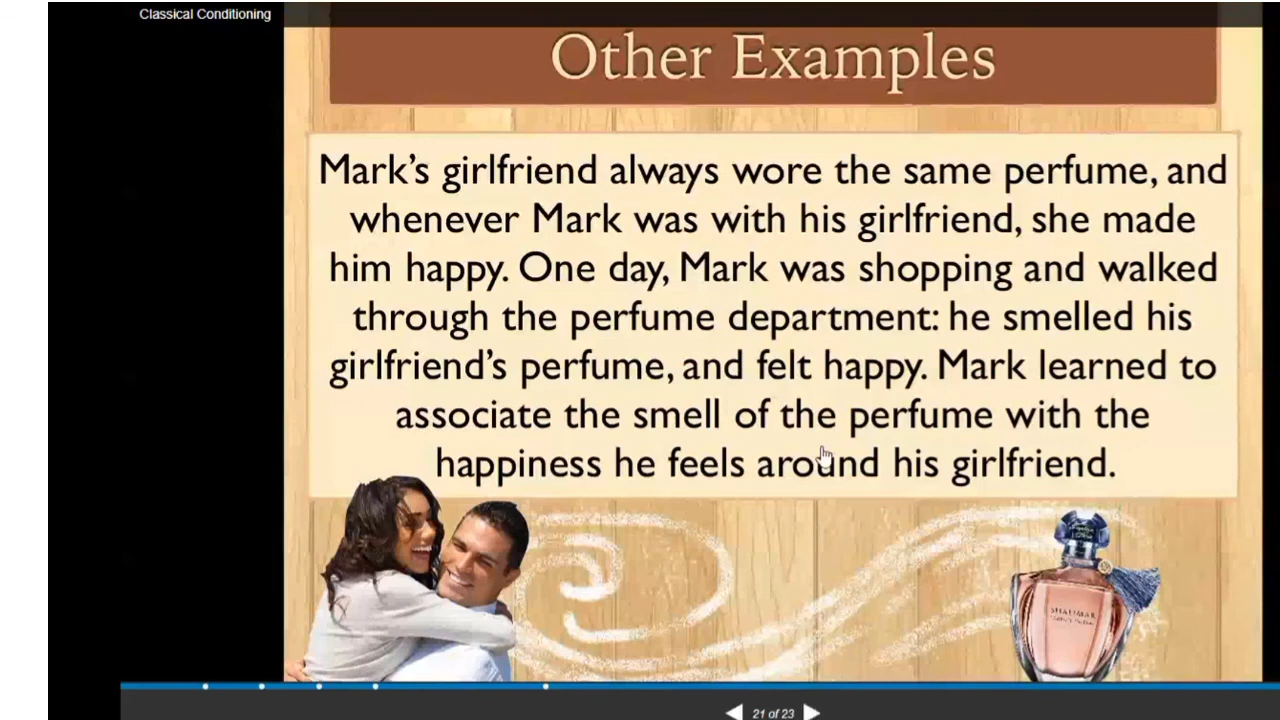 Classical Conditioning
Other Examples
Mark's girlfriend always wore the same perfume, and
whenever Mark was with his girlfriend, she made
him happy. One day, Mark was shopping and walked
through the perfume department: he smelled his
girlfriend's perfume, and felt happy. Mark learned to
associate the smell of the perfume with the
happiness he feels around his girlfriend.
SHALIMAR
21 of 23